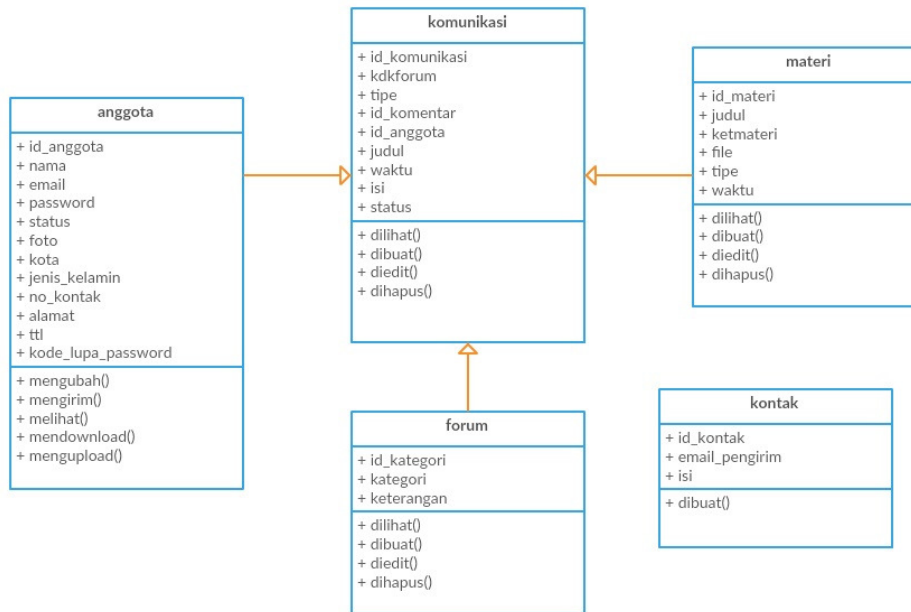 komunikasi
+ id_komunikasi
+ kdkforum
+ tipe
+ id_komentar
+ id_anggota
+ judul
+ waktu
+ isi
+ status
+ dilihat()
+ dibuat()
+ diedit()
+ dihapus()
materi
+ id_materi
+ judul
+ ketmateri
+ file
+ tipe
+ waktu
+ dilihat()
+ dibuat()
+ diedit()
+ dihapus()
anggota
+ id_anggota
+ nama
+ email
+ password
+ status
+ foto
+ kota
+ jenis_kelamin
+ no_kontak
+ alamat
+ ttl
+ kode_lupa_password
+ mengubah()
+ mengirim()
+ melihat()
+ mendownload()
+ mengupload()
forum
+ id_kategori
+ kategori
+ keterangan
+ dilihat()
+ dibuat()
+ diedit()
+ dihapus()
kontak
+ id_kontak
+ email_pengirim
+ isi
+ dibuat()